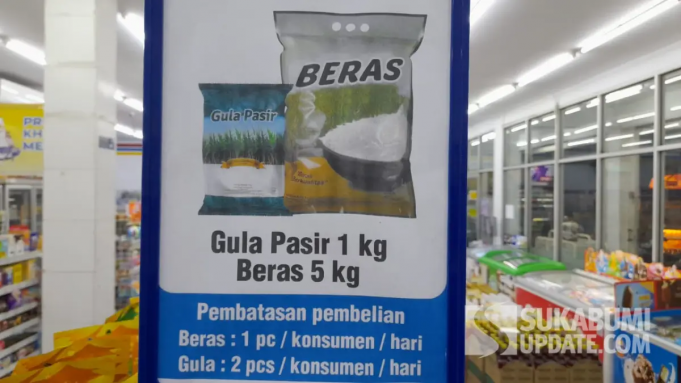 BERAS
Gula Pasir
Gula Pasir 1 kg
Beras 5 kg
Pembatasan pembelian
Beras : 1 pc / konsumen / hari
Gula : 2 pcs / konsumen / hari
SUKABUMI
UPDATE.COM